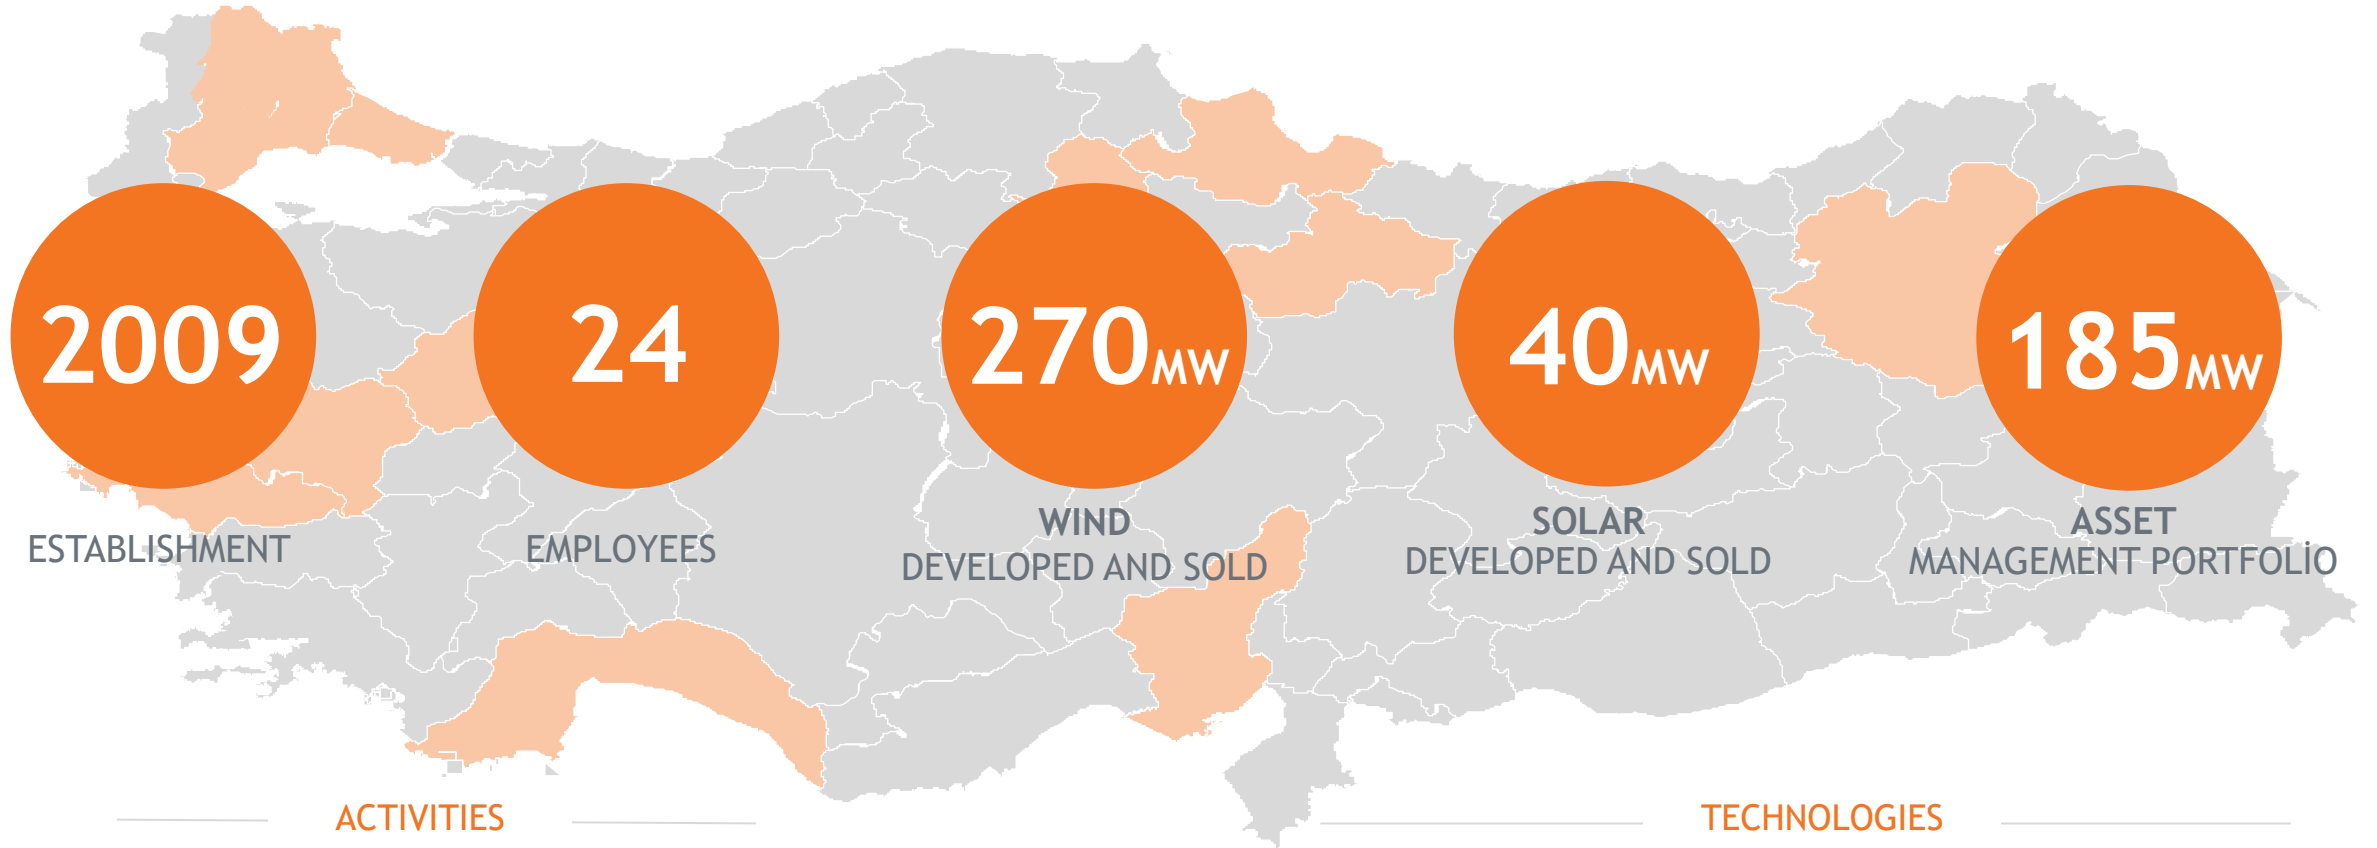 2009
ESTABLISHMENT
24
EMPLOYEES
270MW
WIND
DEVELOPED AND SOLD
40MW
SOLAR
DEVELOPED AND SOLD
185MW
ASSET
MANAGEMENT PORTFOLİO
ACTIVITIES
TECHNOLOGIES